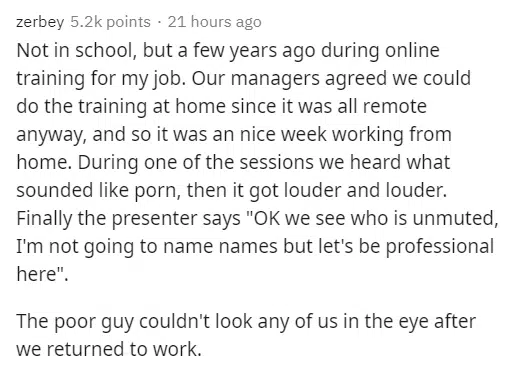 zerbey 5.2k points · 21 hours ago
Not in school, but a few years ago during online
training for my job. Our managers agreed we could
do the training at home since it was all remote
anyway, and so it was an nice week working from
home. During one of the sessions we heard what
sounded like porn, then it got louder and louder.
Finally the presenter says "OK we see who is unmuted,
I'm not going to name names but let's be professional
here".
The poor guy couldn't look any of us in the eye after
we returned to work.